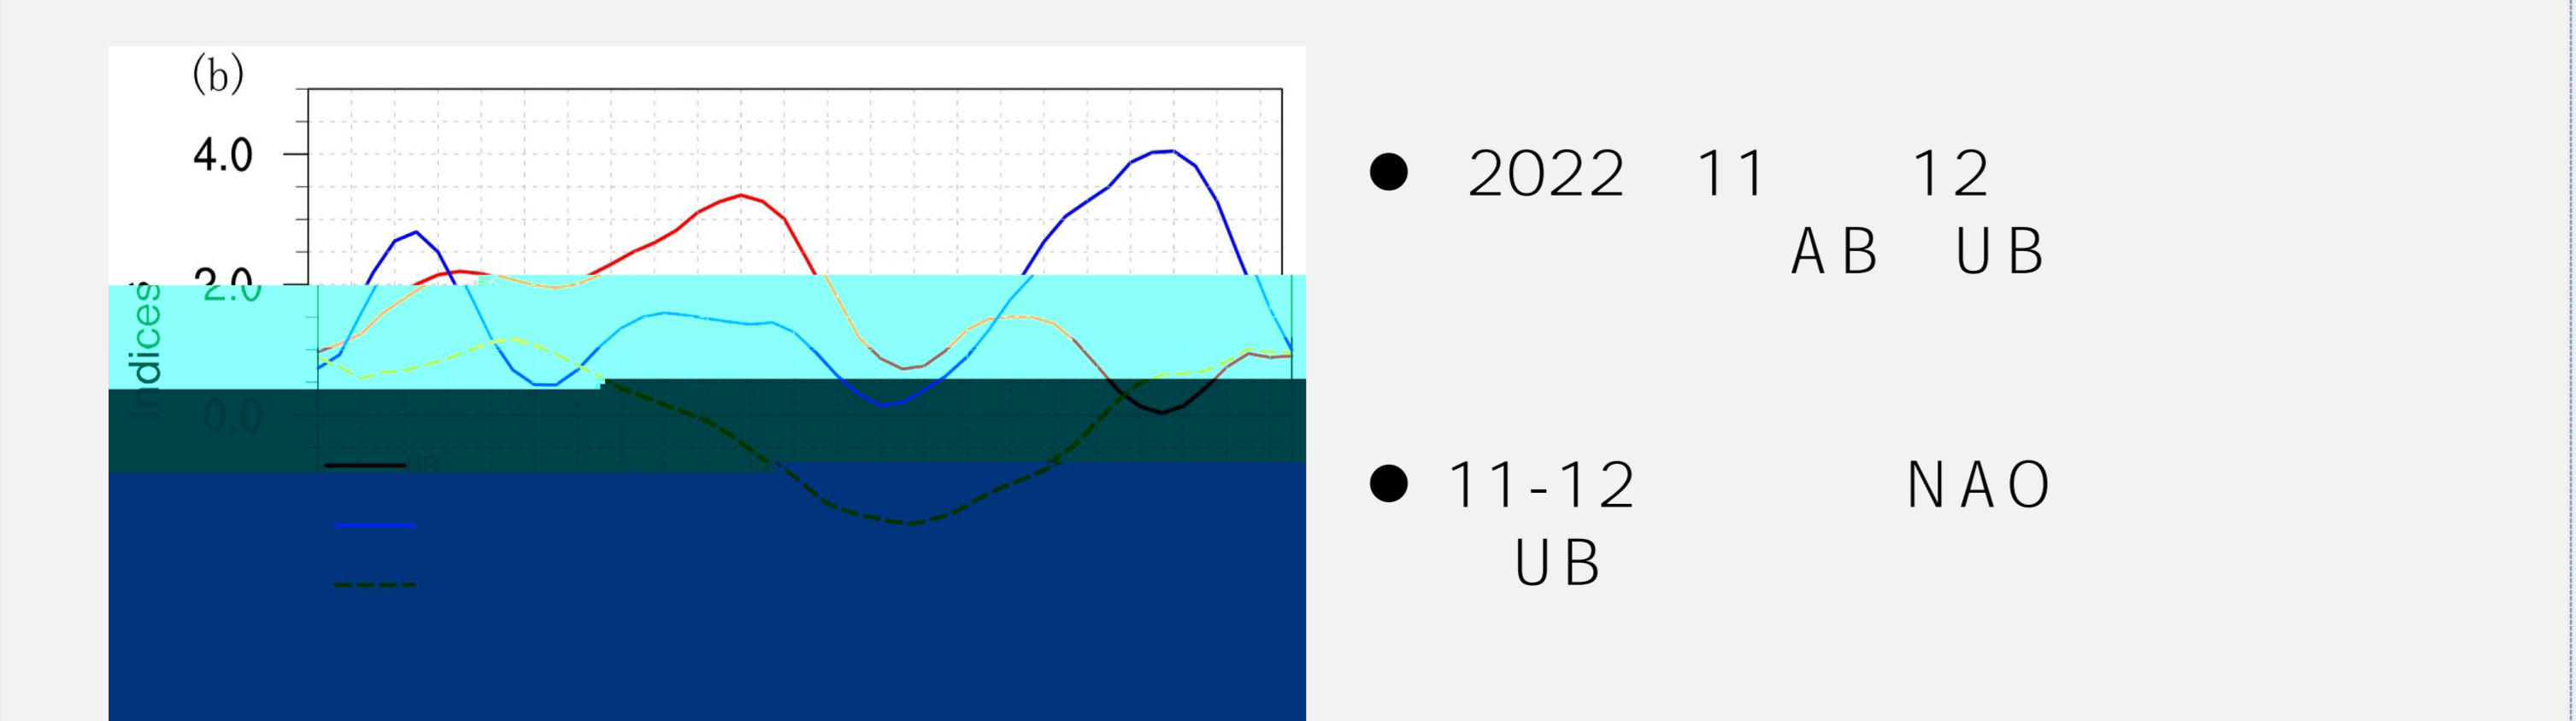 (b)
4.0
2.0
Indices
0.0
UB
● 2022 11 12
AB UB
● 11-12 NAO
UB